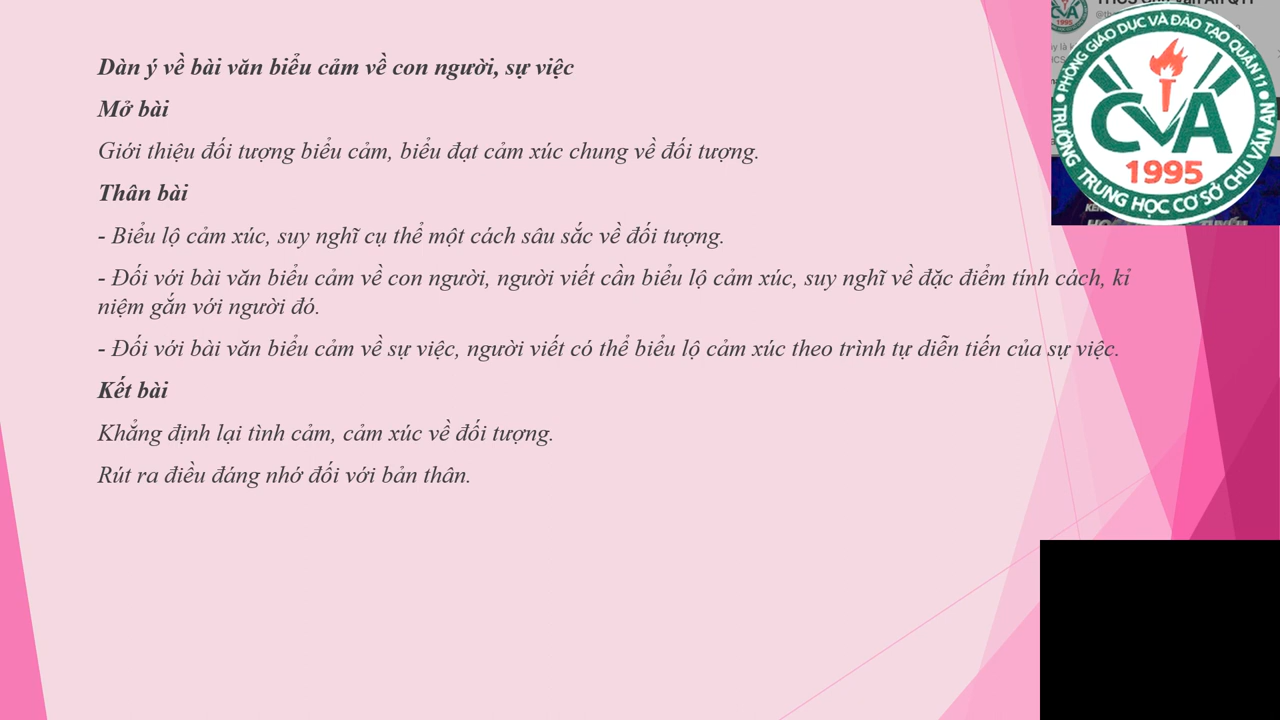 Dàn ý về bài văn biểu cảm về con người, sự việc
Mở bài
Giới thiệu đối tượng biểu cảm, biểu đạt cảm xúc chung về đối tượng.
Thân bài
- Biểu lộ cảm xúc, suy nghĩ cụ thể một cách sâu sắc về đối tượng.
- Đối với bài văn biểu cảm về con người, người viết cần biểu lộ cảm xúc, suy nghĩ về đặc điểm tính cách, kỉ
niệm gắn với người đó.
- Đối với bài văn biểu cảm về sự việc, người viết có thể biểu lộ cảm xúc theo trình tự diễn tiến của sự việc.
Kết bài
Khẳng định lại tình cảm, cảm xúc về đối tượng.
Rút ra điều đáng nhớ đối với bản thân.
PHÒNG GIÁO DỤC VÀ ĐÀO TẠO QUẬN 11
CVA
1995
TRƯỜNG TRUNG HỌC CƠ SỞ CHU VĂN AN